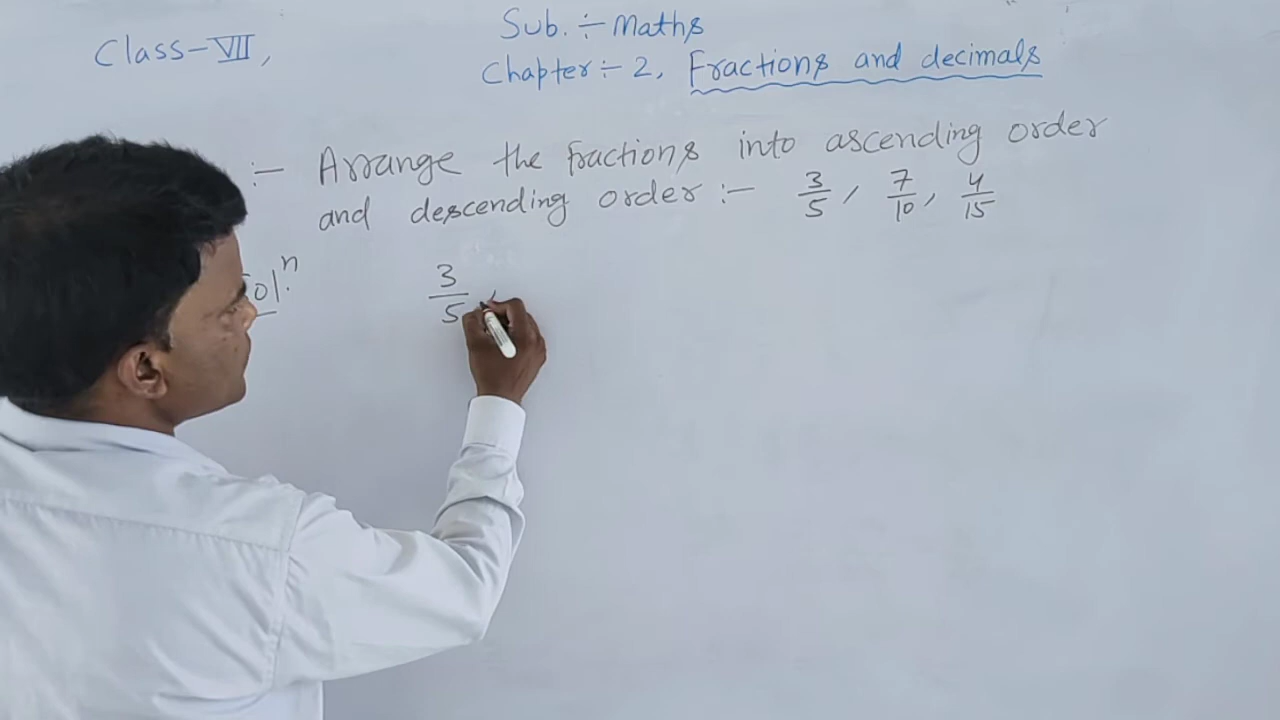 Class-VII,
Sub. :- Maths
Chapter :- 2, Fractions and decimals
:- Arrange the fractions into ascending order
and descending order :- 3/5, 7/10, 4/15
Solⁿ.
3/5,